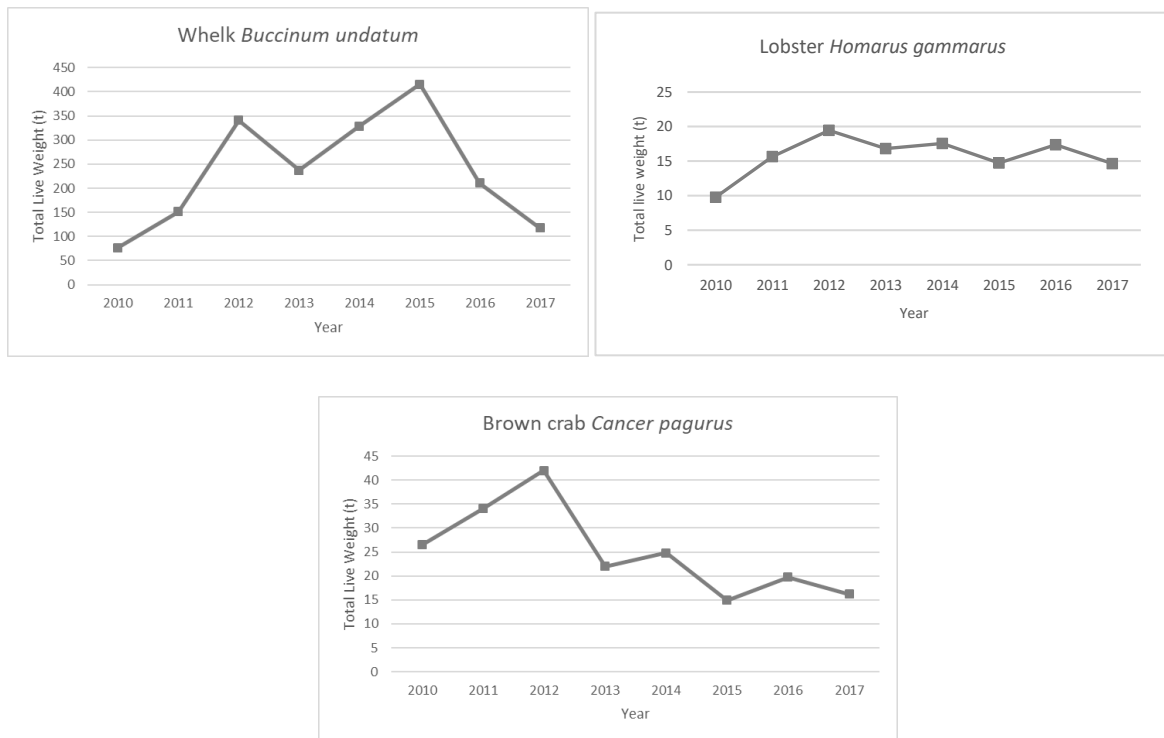 Whelk Buccinum undatum
Total Live Weight (t)
450
400
350
300
250
200
150
100
50
0
2010 2011 2012 2013 2014 2015 2016 2017
Year
Lobster Homarus gammarus
Total live weight (t)
25
20
15
10
5
0
2010 2011 2012 2013 2014 2015 2016 2017
Year
Brown crab Cancer pagurus
Total Live Weight (t)
45
40
35
30
25
20
15
10
5
0
2010 2011 2012 2013 2014 2015 2016 2017
Year